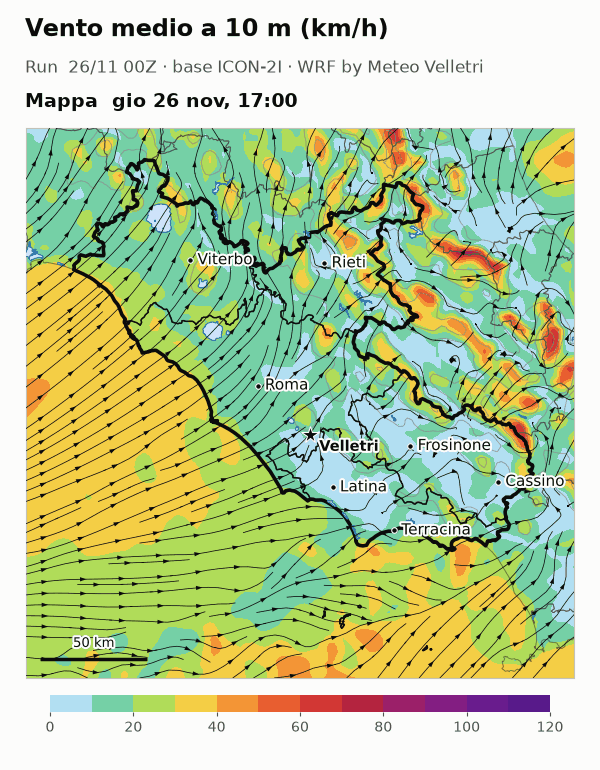 Vento medio a 10 m (km/h)
Run 26/11 00Z · base ICON-2I · WRF by Meteo Velletri
Mappa gio 26 nov, 17:00
Viterbo
Rieti
Roma
Velletri
Frosinone
Latina
Cassino
Terracina
50 km
0 20 40 60 80 100 120